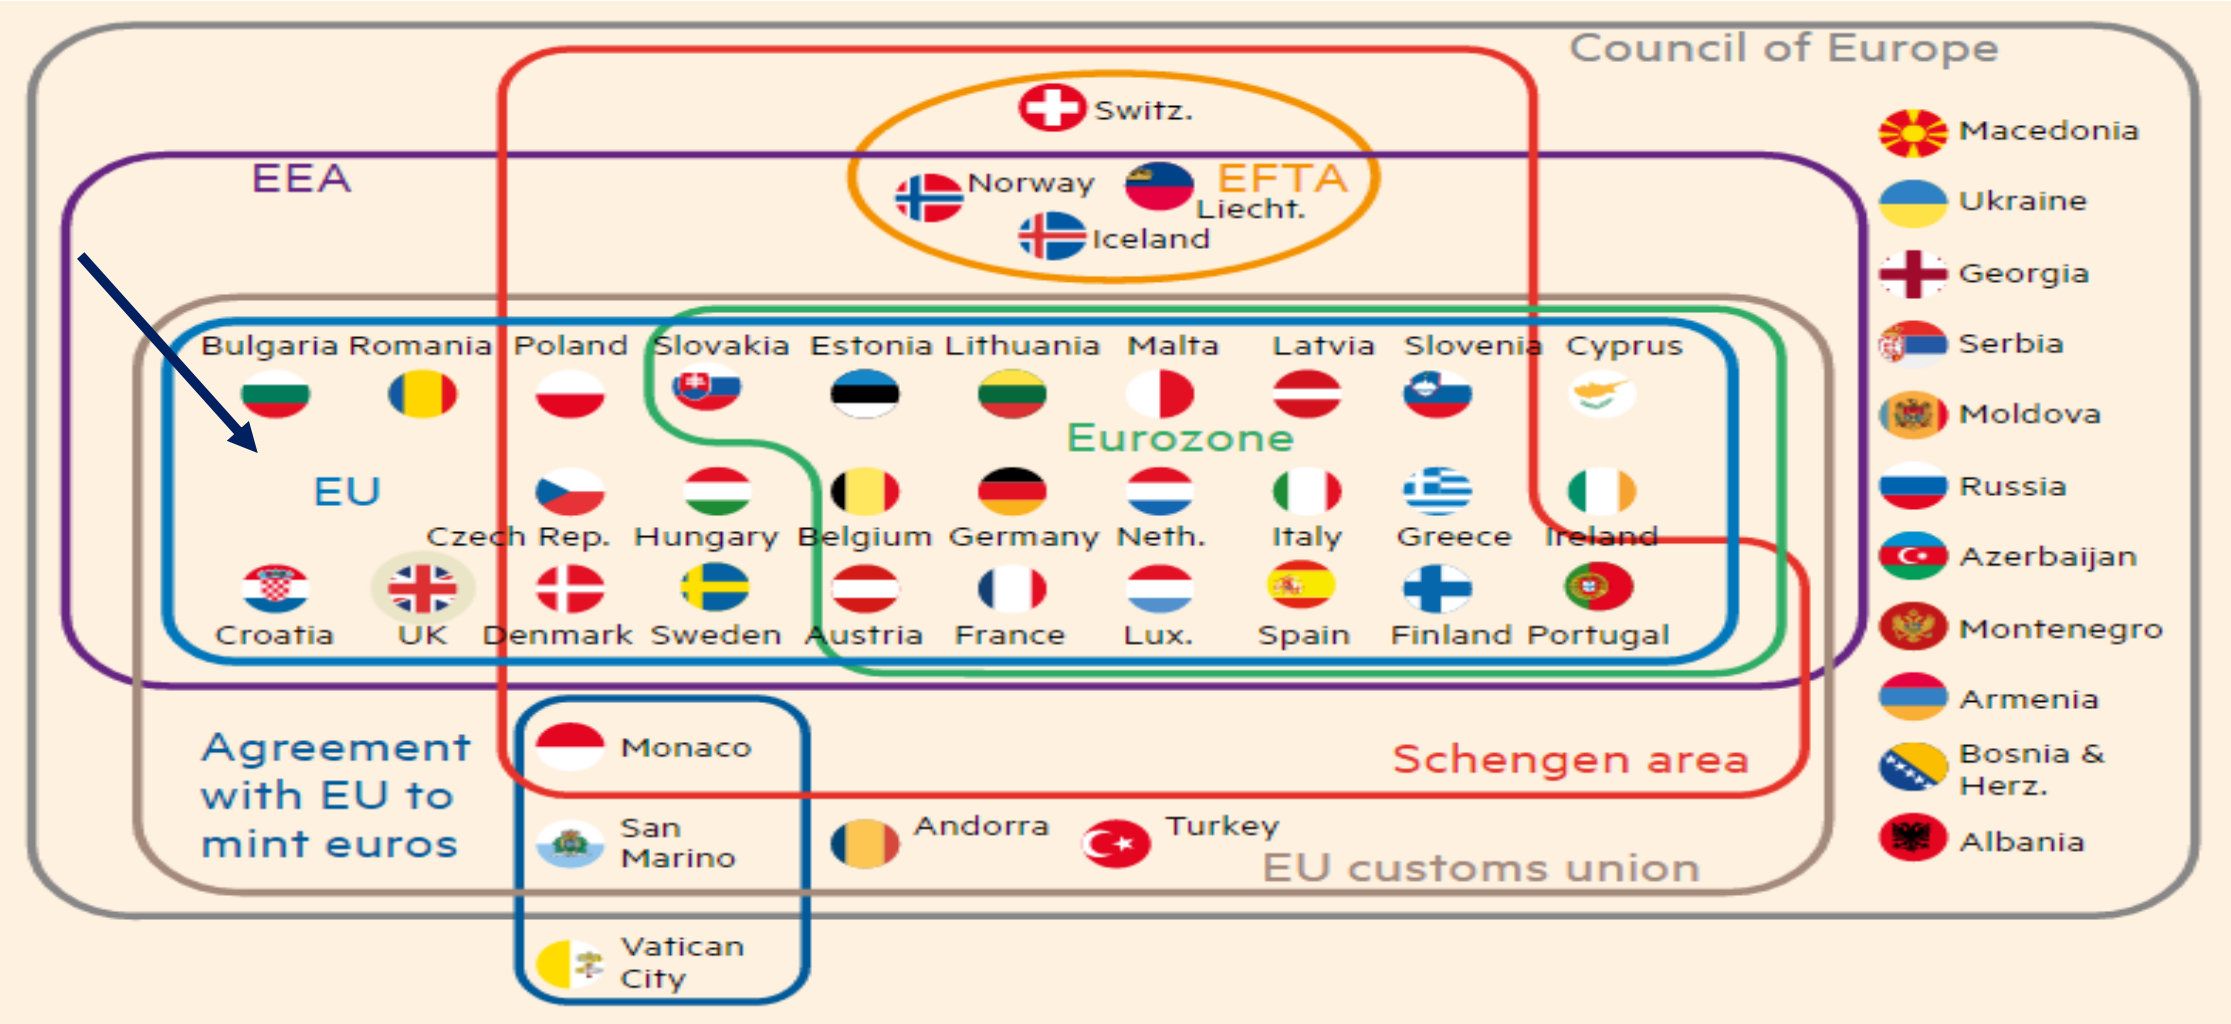 Council of Europe
Switz.
Macedonia
EEA
Norway
EFTA
Liecht.
Iceland
Ukraine
Georgia
Bulgaria Romania Poland Slovakia Estonia Lithuania Malta Latvia Slovenia Cyprus
Serbia
Moldova
Eurozone
EU
Russia
Czech Rep. Hungary Belgium Germany Neth. Italy Greece Ireland
Azerbaijan
Croatia UK Denmark Sweden Austria France Lux. Spain Finland Portugal
Montenegro
Armenia
Agreement
with EU to
mint euros
Monaco
Schengen area
Bosnia &
Herz.
San
Marino
Andorra
Turkey
EU customs union
Albania
Vatican
City